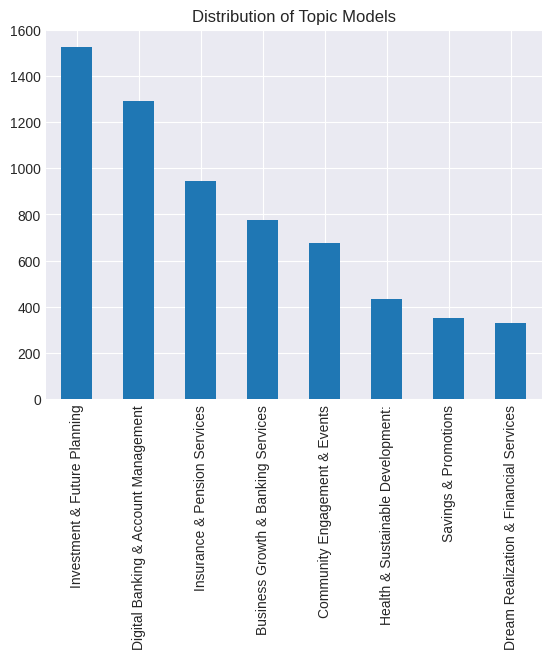 Distribution of Topic Models
1600
1400
1200
1000
800
600
400
200
0
Investment & Future Planning
Digital Banking & Account Management
Insurance & Pension Services
Business Growth & Banking Services
Community Engagement & Events
Health & Sustainable Development:
Savings & Promotions
Dream Realization & Financial Services